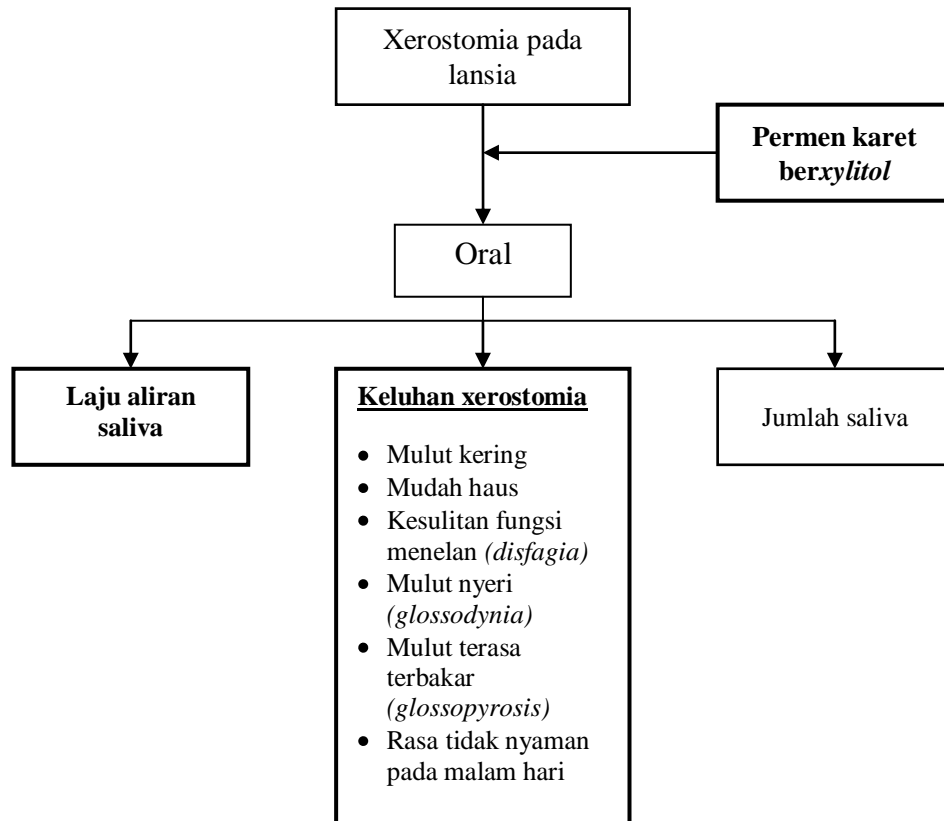 Xerostomia pada
lansia
Permen karet
berxylitol
Oral
Laju aliran
saliva
Keluhan xerostomia
• Mulut kering
• Mudah haus
• Kesulitan fungsi
menelan (disfagia)
• Mulut nyeri
(glossodynia)
• Mulut terasa
terbakar
(glossopyrosis)
• Rasa tidak nyaman
pada malam hari
Jumlah saliva